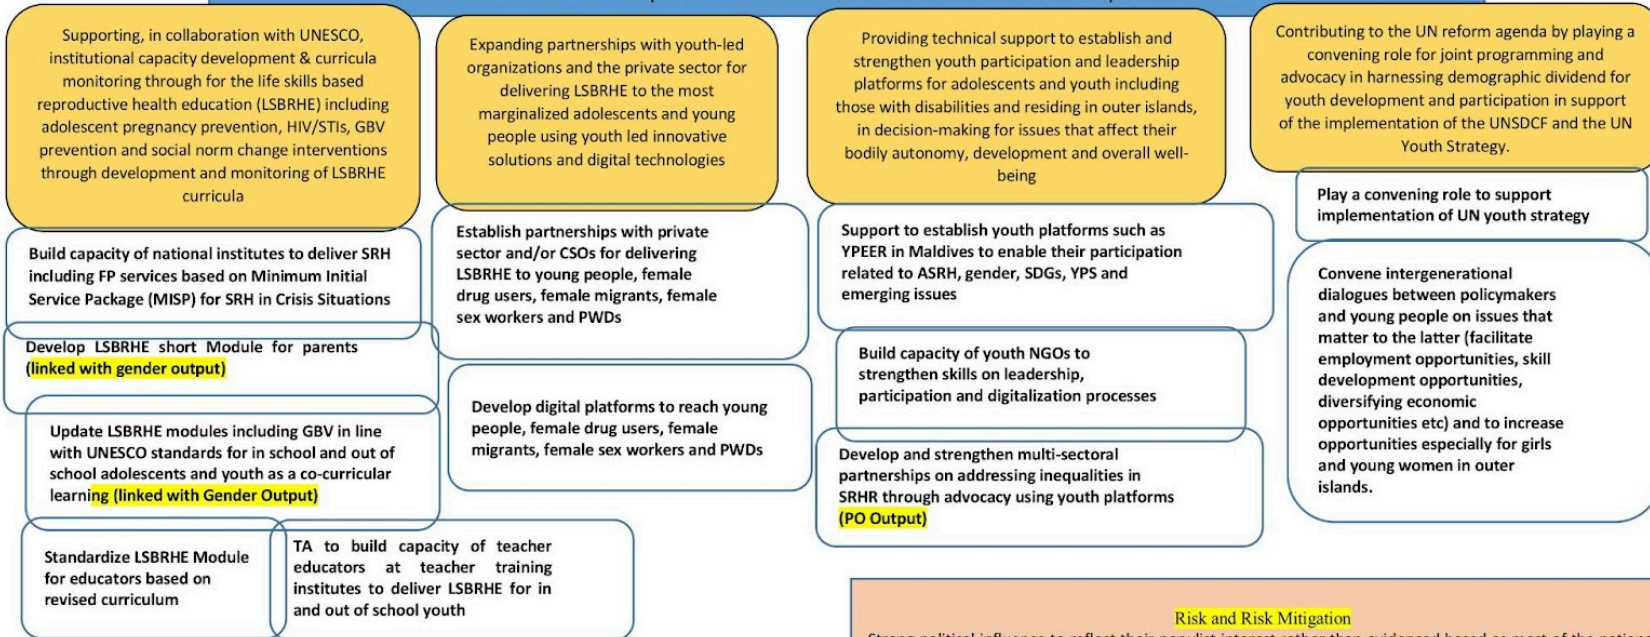 Supporting, in collaboration with UNESCO,
institutional capacity development & curricula
monitoring through for the life skills based
reproductive health education (LSBRHE) including
adolescent pregnancy prevention, HIV/STIs, GBV
prevention and social norm change interventions
through development and monitoring of LSBRHE
curricula
Build capacity of national institutes to deliver SRH
including FP services based on Minimum Initial
Service Package (MISP) for SRH in Crisis Situations
Develop LSBRHE short Module for parents
(linked with gender output)
Update LSBRHE modules including GBV in line
with UNESCO standards for in school and out of
school adolescents and youth as a co-curricular
learning (linked with Gender Output)
Standardize LSBRHE Module
for educators based on
revised curriculum
TA to build capacity of teacher
educators at teacher training
institutes to deliver LSBRHE for in
and out of school youth
Expanding partnerships with youth-led
organizations and the private sector for
delivering LSBRHE to the most
marginalized adolescents and young
people using youth led innovative
solutions and digital technologies
Establish partnerships with private
sector and/or CSOs for delivering
LSBRHE to young people, female
drug users, female migrants, female
sex workers and PWDs
Develop digital platforms to reach young
people, female drug users, female
migrants, female sex workers and PWDs
Providing technical support to establish and
strengthen youth participation and leadership
platforms for adolescents and youth including
those with disabilities and residing in outer islands,
in decision-making for issues that affect their
bodily autonomy, development and overall well-
being
Support to establish youth platforms such as
YPEER in Maldives to enable their participation
related to ASRH, gender, SDGs, YPS and
emerging issues
Build capacity of youth NGOs to
strengthen skills on leadership,
participation and digitalization processes
Develop and strengthen multi-sectoral
partnerships on addressing inequalities in
SRHR through advocacy using youth platforms
(PO Output)
Contributing to the UN reform agenda by playing a
convening role for joint programming and
advocacy in harnessing demographic dividend for
youth development and participation in support
of the implementation of the UNSDCF and the UN
Youth Strategy.
Play a convening role to support
implementation of UN youth strategy
Convene intergenerational
dialogues between policymakers
and young people on issues that
matter to the latter (facilitate
employment opportunities, skill
development opportunities,
diversifying economic
opportunities etc) and to increase
opportunities especially for girls
and young women in outer
islands.
Risk and Risk Mitigation
Strong political influence to reflect their populist interest rather than evidenced based as most of the